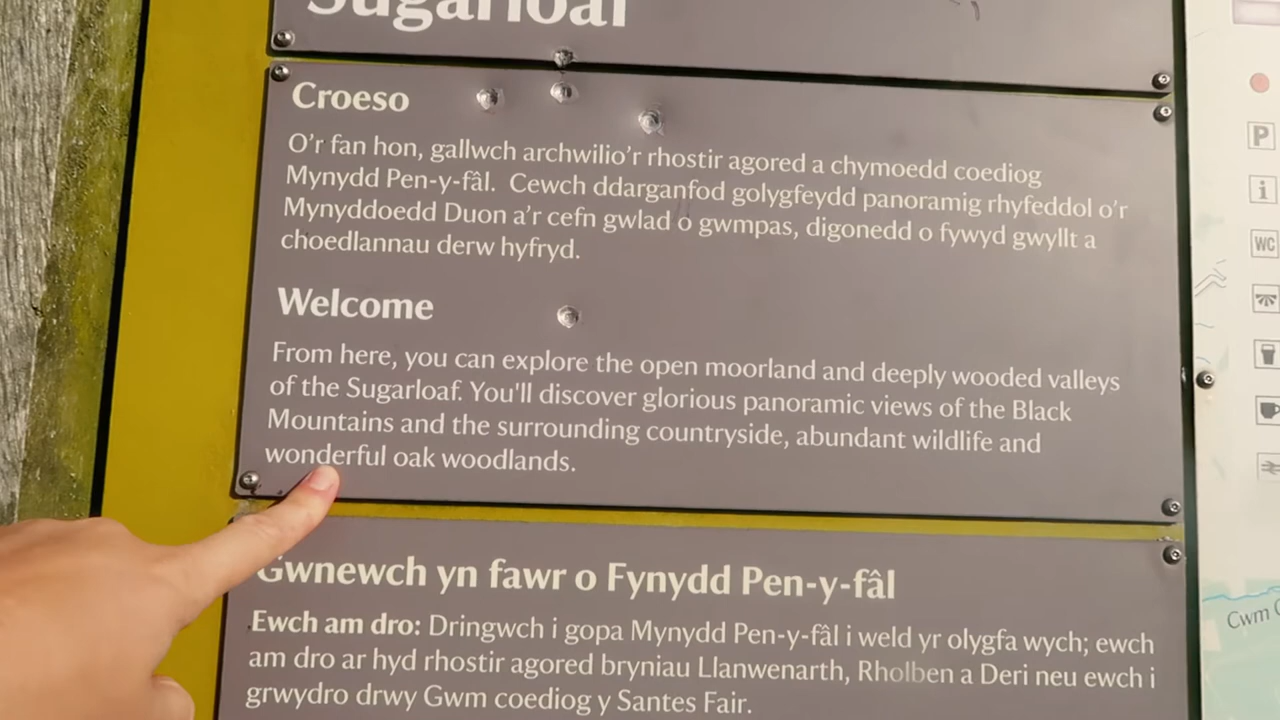 Sugarloaf
Croeso
O'r fan hon, gallwch archwilio'r rhostir agored a chymoedd coediog
Mynydd Pen-y-fâl. Cewch ddarganfod golygfeydd panoramig rhyfeddol o'r
Mynyddoedd Duon a'r cefn gwlad o gwmpas, digonedd o fywyd gwyllt a
choedlannau derw hyfryd.
Welcome
From here, you can explore the open moorland and deeply wooded valleys
of the Sugarloaf. You'll discover glorious panoramic views of the Black
Mountains and the surrounding countryside, abundant wildlife and
wonderful oak woodlands.
Gwnewch yn fawr o Fynydd Pen-y-fâl
Ewch am dro: Dringwch i gopa Mynydd Pen-y-fâl i weld yr olygfa wych; ewch
am dro ar hyd rhostir agored bryniau Llanwenarth, Rholben a Deri neu ewch i
grwydro drwy Gwm coediog y Santes Fair.
P
i
WC
Cwm